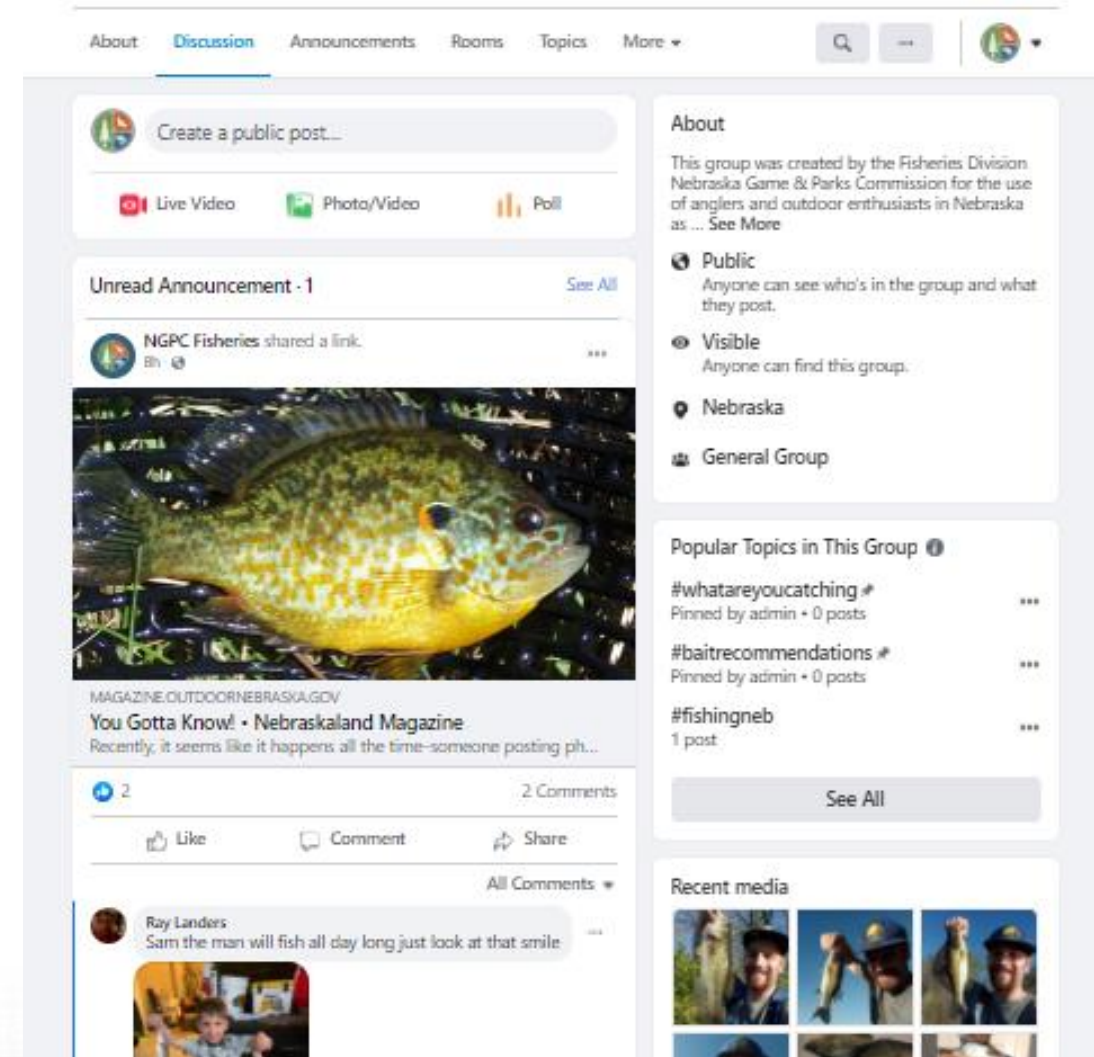 About Discussion Announcements Rooms Topics More
Create a public post...
Live Video Photo/Video Poll
Unread Announcement · 1 See All
NGPC Fisheries shared a link.
8h
MAGAZINE.OUTDOORNEBRASKA.GOV
You Gotta Know! • Nebraskaland Magazine
Recently, it seems like it happens all the time-someone posting ph...
2 2 Comments
Like Comment Share
All Comments
Ray Landers
Sam the man will fish all day long just look at that smile
About
This group was created by the Fisheries Division
Nebraska Game & Parks Commission for the use
of anglers and outdoor enthusiasts in Nebraska
as ... See More
Public
Anyone can see who's in the group and what
they post.
Visible
Anyone can find this group.
Nebraska
General Group
Popular Topics in This Group
#whatareyoucatching
Pinned by admin • 0 posts
#baitrecommendations
Pinned by admin • 0 posts
#fishingneb
1 post
See All
Recent media